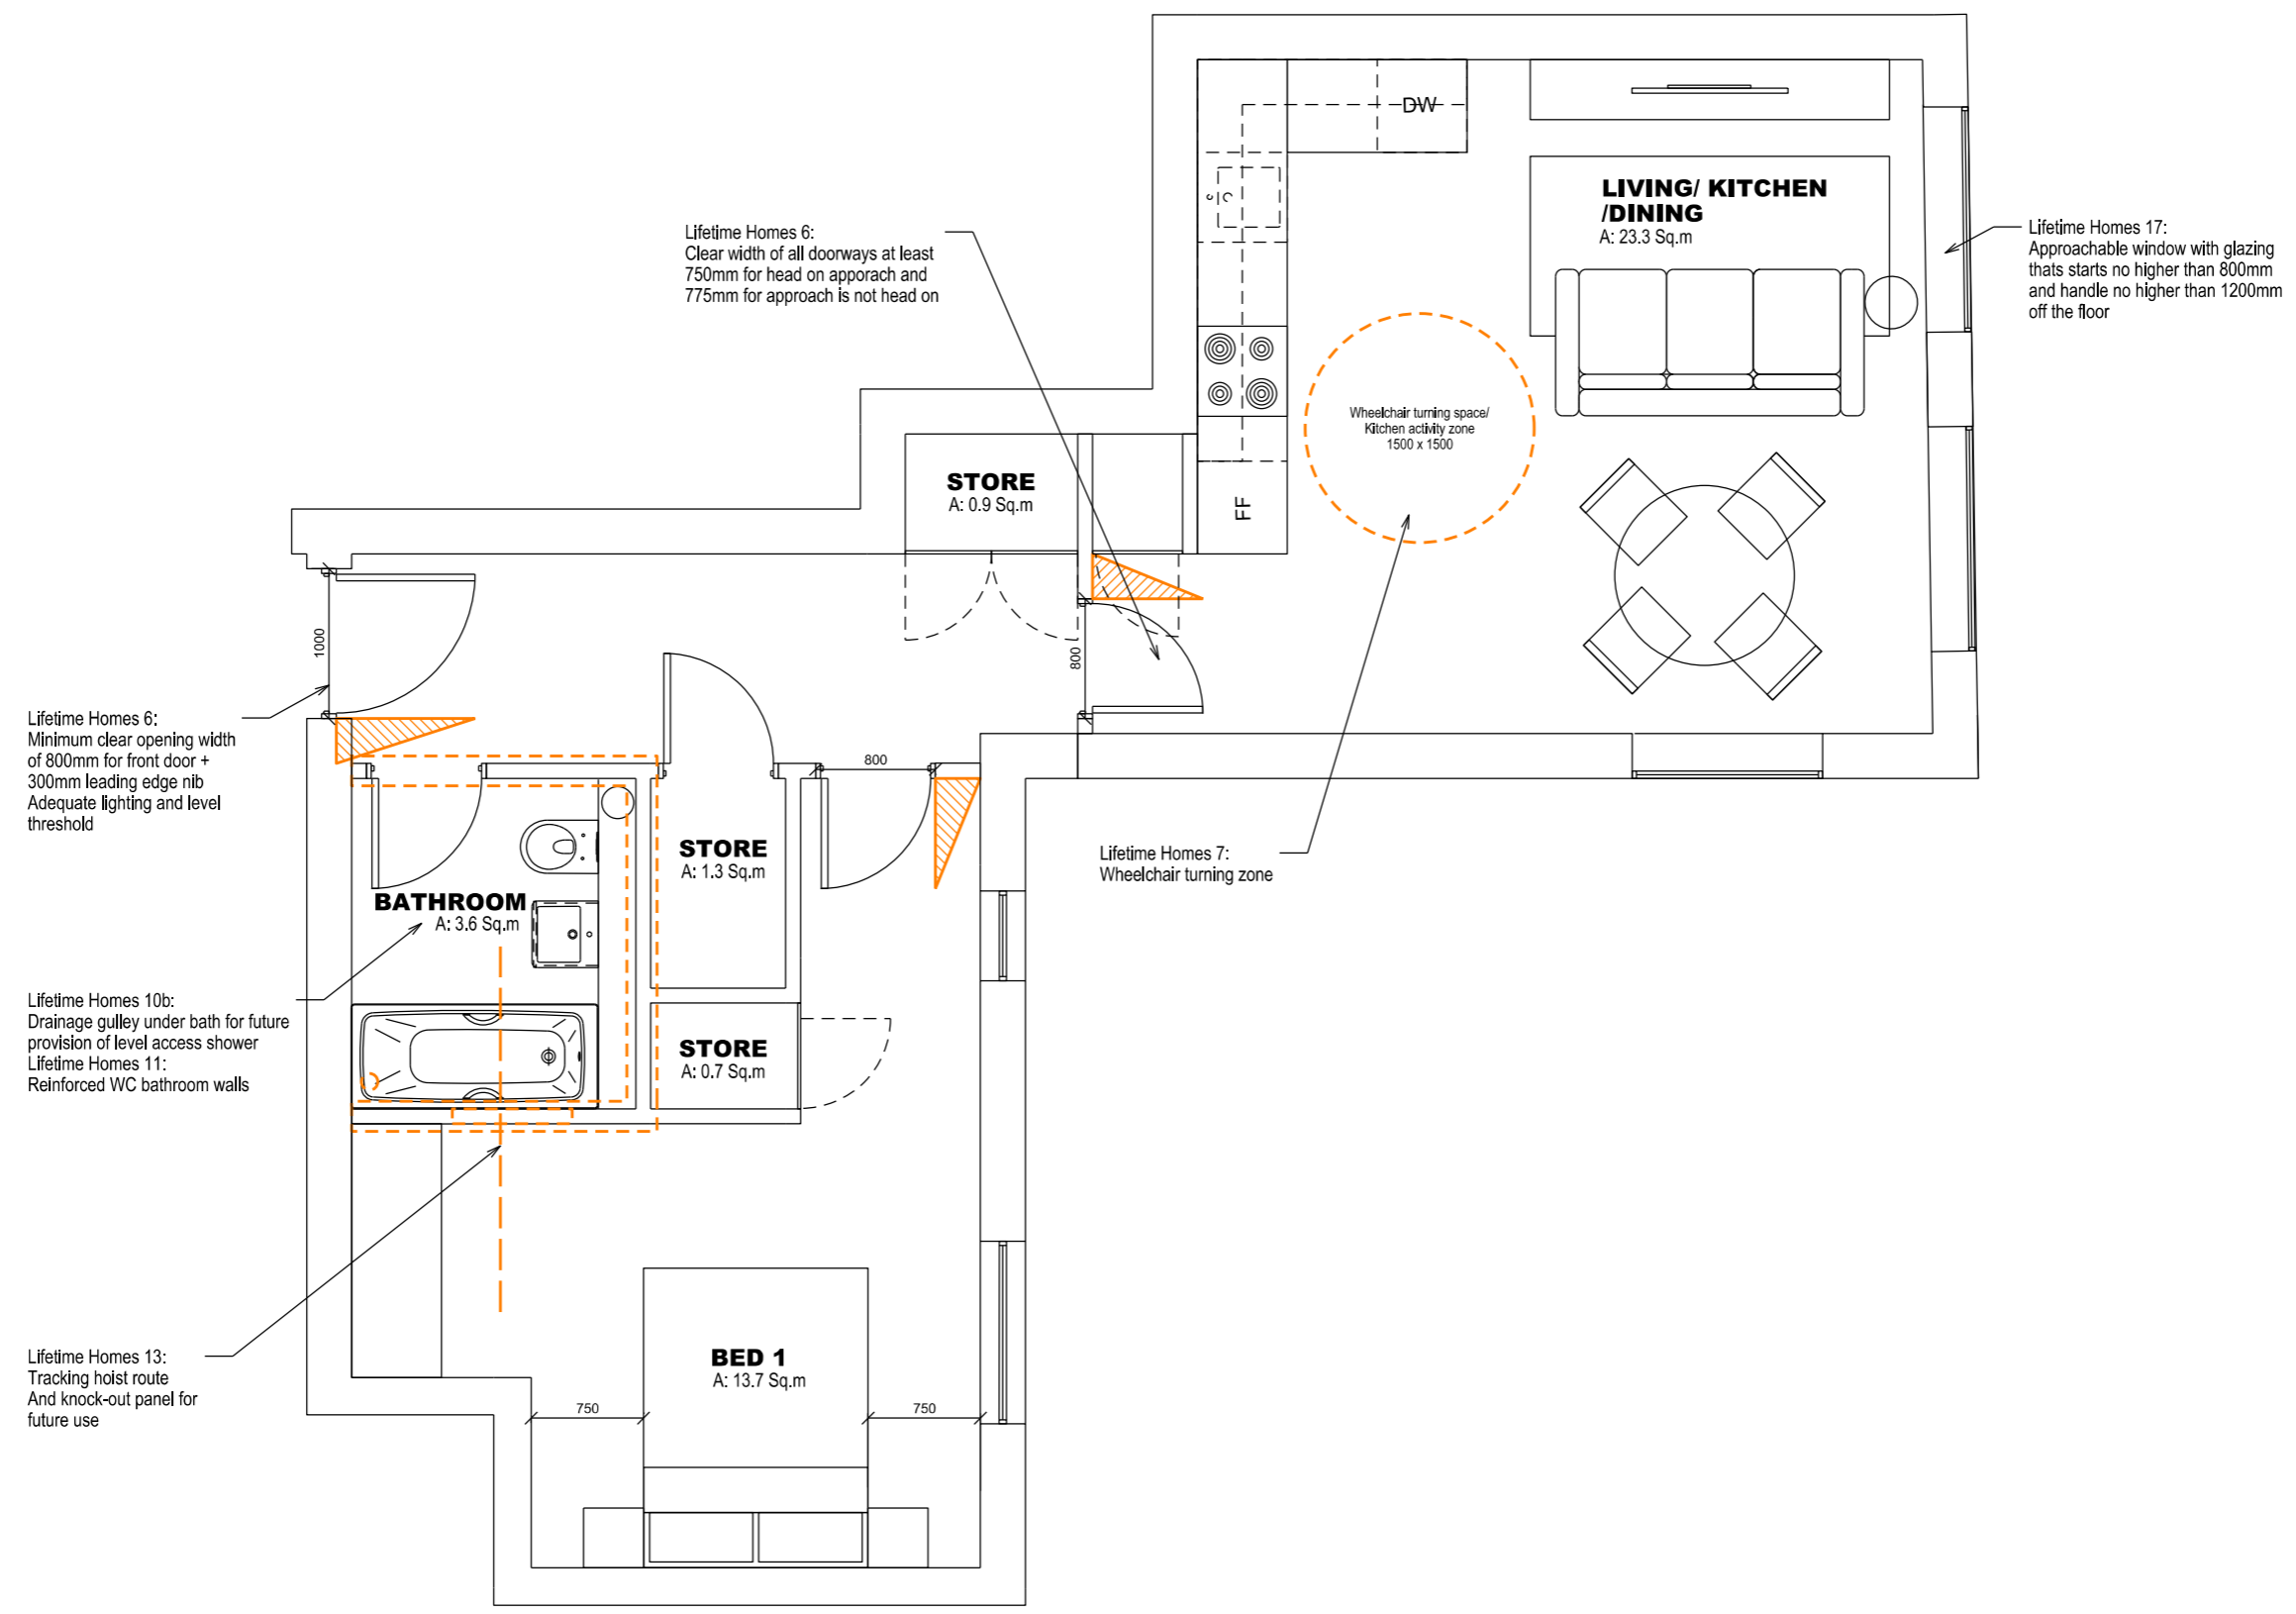 DW
LIVING/ KITCHEN
/DINING
A: 23.3 Sq.m
Lifetime Homes 6:
Clear width of all doorways at least
750mm for head on apporach and
775mm for approach is not head on
Lifetime Homes 17:
Approachable window with glazing
thats starts no higher than 800mm
and handle no higher than 1200mm
off the floor
Wheelchair turning space/
Kitchen activity zone
1500 x 1500
STORE
A: 0.9 Sq.m
FF
1000
800
Lifetime Homes 6:
Minimum clear opening width
of 800mm for front door +
300mm leading edge nib
Adequate lighting and level
threshold
800
STORE
A: 1.3 Sq.m
Lifetime Homes 7:
Wheelchair turning zone
BATHROOM
A: 3.6 Sq.m
Lifetime Homes 10b:
Drainage gulley under bath for future
provision of level access shower
Lifetime Homes 11:
Reinforced WC bathroom walls
STORE
A: 0.7 Sq.m
Lifetime Homes 13:
Tracking hoist route
And knock-out panel for
future use
BED 1
A: 13.7 Sq.m
750
750